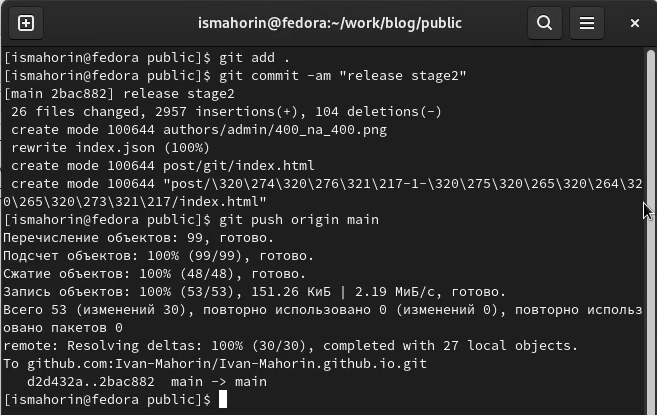 ismahorin@fedora:~/work/blog/public
[ismahorin@fedora public]$ git add .
[ismahorin@fedora public]$ git commit -am "release stage2"
[main 2bac882] release stage2
 26 files changed, 2957 insertions(+), 104 deletions(-)
 create mode 100644 authors/admin/400_na_400.png
 rewrite index.json (100%)
 create mode 100644 post/git/index.html
 create mode 100644 "post/\320\274\320\276\321\217-1-\320\275\320\265\320\264\32
0\265\320\273\321\217/index.html"
[ismahorin@fedora public]$ git push origin main
Перечисление объектов: 99, готово.
Подсчет объектов: 100% (99/99), готово.
Сжатие объектов: 100% (48/48), готово.
Запись объектов: 100% (53/53), 151.26 КиБ | 2.19 МиБ/с, готово.
Всего 53 (изменений 30), повторно использовано 0 (изменений 0), повторно использ
овано пакетов 0
remote: Resolving deltas: 100% (30/30), completed with 27 local objects.
To github.com:Ivan-Mahorin/Ivan-Mahorin.github.io.git
   d2d432a..2bac882  main -> main
[ismahorin@fedora public]$